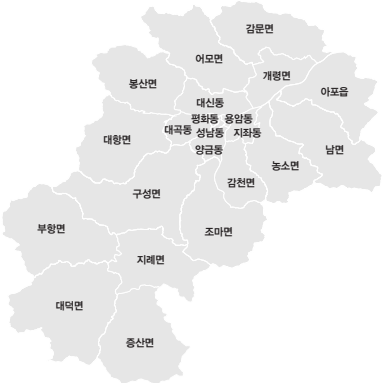 감문면
어모면
개령면
봉산면
아포읍
대신동
평화동 용암동
대곡동 성남동 지좌동
대항면
양금동
남면
농소면
감천면
구성면
부항면
조마면
지례면
대덕면
증산면